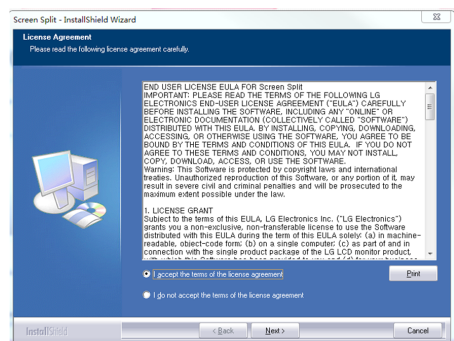 Screen Split - InstallShield Wizard
License Agreement
Please read the following license agreement carefully.
END USER LICENSE EULA FOR Screen Split
IMPORTANT: PLEASE READ THE TERMS OF THE FOLLOWING LG
ELECTRONICS END-USER LICENSE AGREEMENT ("EULA") CAREFULLY
BEFORE INSTALLING THE SOFTWARE, INCLUDING ANY "ONLINE" OR
ELECTRONIC DOCUMENTATION (COLLECTIVELY CALLED "SOFTWARE")
DISTRIBUTED WITH THIS EULA. BY INSTALLING, COPYING, DOWNLOADING,
ACCESSING, OR OTHERWISE USING THE SOFTWARE, YOU AGREE TO BE
BOUND BY THE TERMS AND CONDITIONS OF THIS EULA. IF YOU DO NOT
AGREE TO THESE TERMS AND CONDITIONS, YOU MAY NOT INSTALL,
COPY, DOWNLOAD, ACCESS, OR USE THE SOFTWARE.
Warning: This Software is protected by copyright laws and international
treaties. Unauthorized reproduction of this Software, or any portion of it, may
result in severe civil and criminal penalties and will be prosecuted to the
maximum extent possible under the law.
1. LICENSE GRANT
Subject to the terms of this EULA, LG Electronics Inc. ("LG Electronics")
grants you a non-exclusive, non-transferable license to use the Software
distributed with this EULA during the term of this EULA solely: (a) in machine-
readable, object-code form; (b) on a single computer; (c) as part of and in
connection with the single product package of the LG LCD monitor product,
I accept the terms of the license agreement
Print
I do not accept the terms of the license agreement
InstallShield
< Back
Next >
Cancel